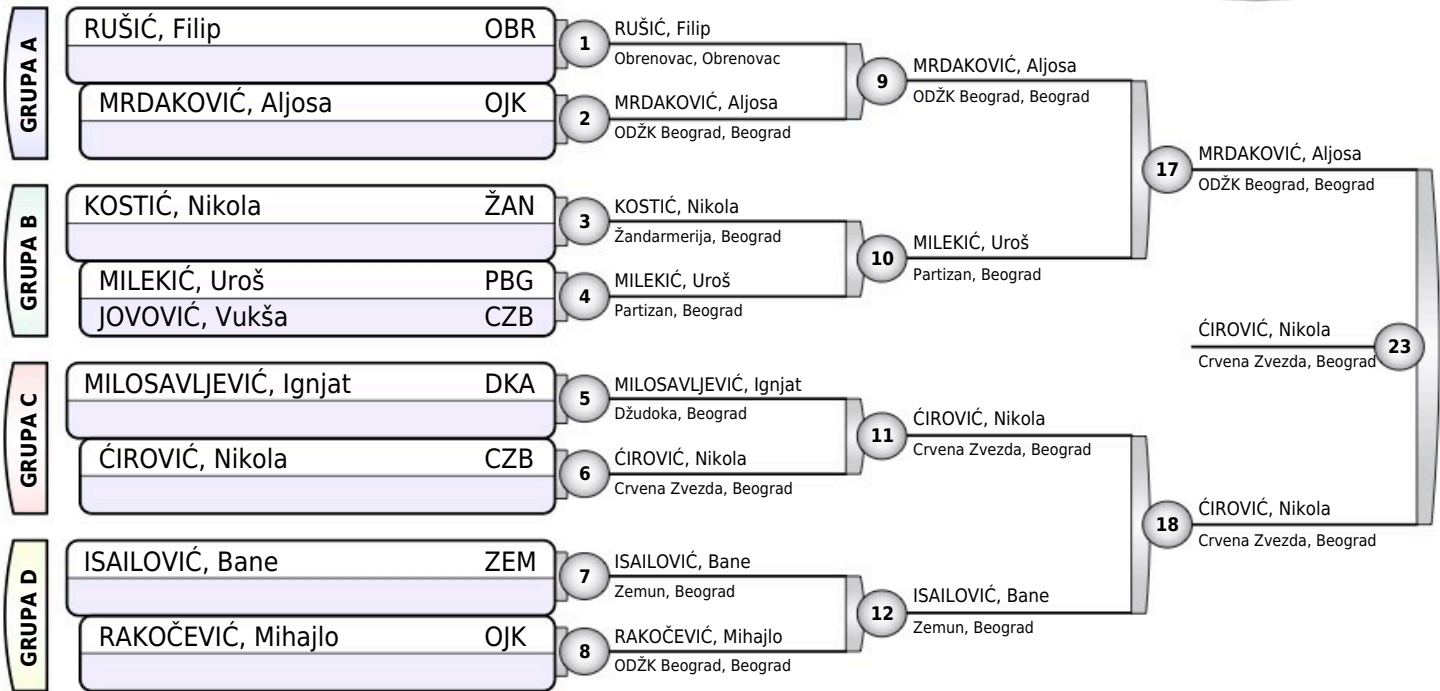 GRUPA A
RUŠIĆ, Filip OBR
MRDAKOVIĆ, Aljosa OJK
GRUPA B
KOSTIĆ, Nikola ŽAN
MILEKIĆ, Uroš PBG
JOVOVIĆ, Vukša CZB
GRUPA C
MILOSAVLJEVIĆ, Ignjat DKA
ĆIROVIĆ, Nikola CZB
GRUPA D
ISAILOVIĆ, Bane ZEM
RAKOČEVIĆ, Mihajlo OJK
1
RUŠIĆ, Filip
Obrenovac, Obrenovac
2
MRDAKOVIĆ, Aljosa
ODŽK Beograd, Beograd
3
KOSTIĆ, Nikola
Žandarmerija, Beograd
4
MILEKIĆ, Uroš
Partizan, Beograd
5
MILOSAVLJEVIĆ, Ignjat
Džudoka, Beograd
6
ĆIROVIĆ, Nikola
Crvena Zvezda, Beograd
7
ISAILOVIĆ, Bane
Zemun, Beograd
8
RAKOČEVIĆ, Mihajlo
ODŽK Beograd, Beograd
9
MRDAKOVIĆ, Aljosa
ODŽK Beograd, Beograd
10
MILEKIĆ, Uroš
Partizan, Beograd
11
ĆIROVIĆ, Nikola
Crvena Zvezda, Beograd
12
ISAILOVIĆ, Bane
Zemun, Beograd
17
MRDAKOVIĆ, Aljosa
ODŽK Beograd, Beograd
18
ĆIROVIĆ, Nikola
Crvena Zvezda, Beograd
ĆIROVIĆ, Nikola
Crvena Zvezda, Beograd
23